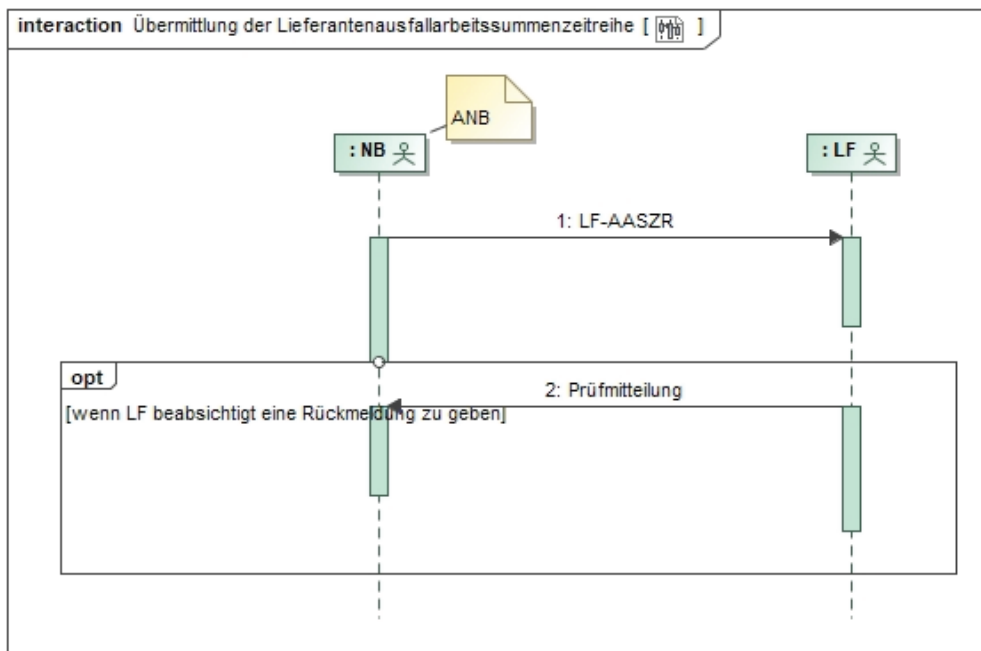 interaction Übermittlung der Lieferantenausfallarbeitssummenzeitreihe [ ]
ANB
: NB
: LF
1: LF-AASZR
opt
2: Prüfmitteilung
[wenn LF beabsichtigt eine Rückmeldung zu geben]